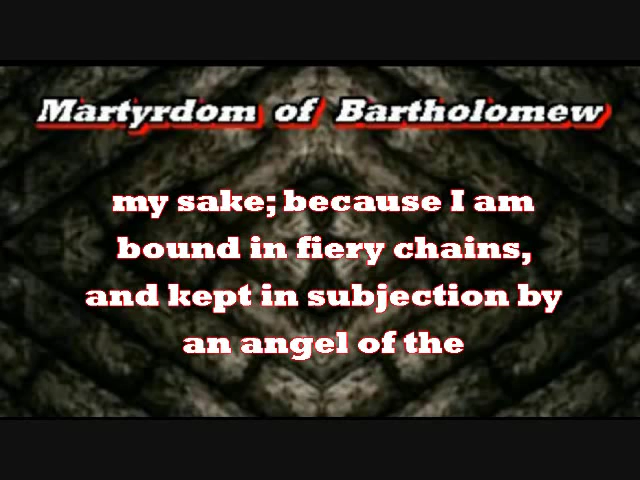 Martyrdom of Bartholomew
my sake; because I am
bound in fiery chains,
and kept in subjection by
an angel of the